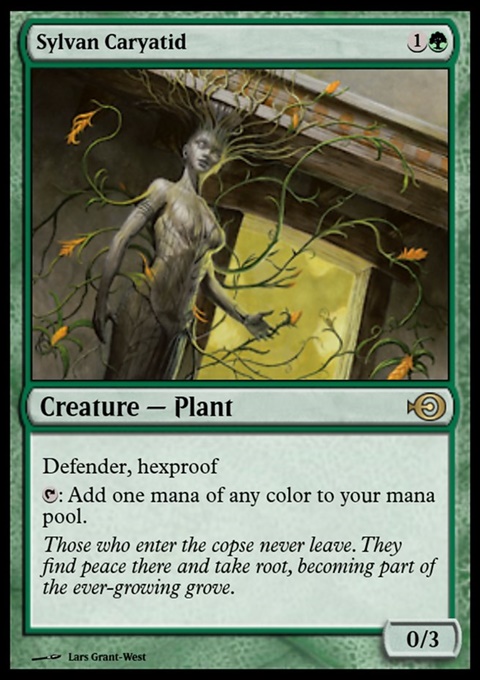 Sylvan Caryatid 1
Creature — Plant
Defender, hexproof
: Add one mana of any color to your mana
pool.
Those who enter the copse never leave. They
find peace there and take root, becoming part of
the ever-growing grove.
0/3
Lars Grant-West